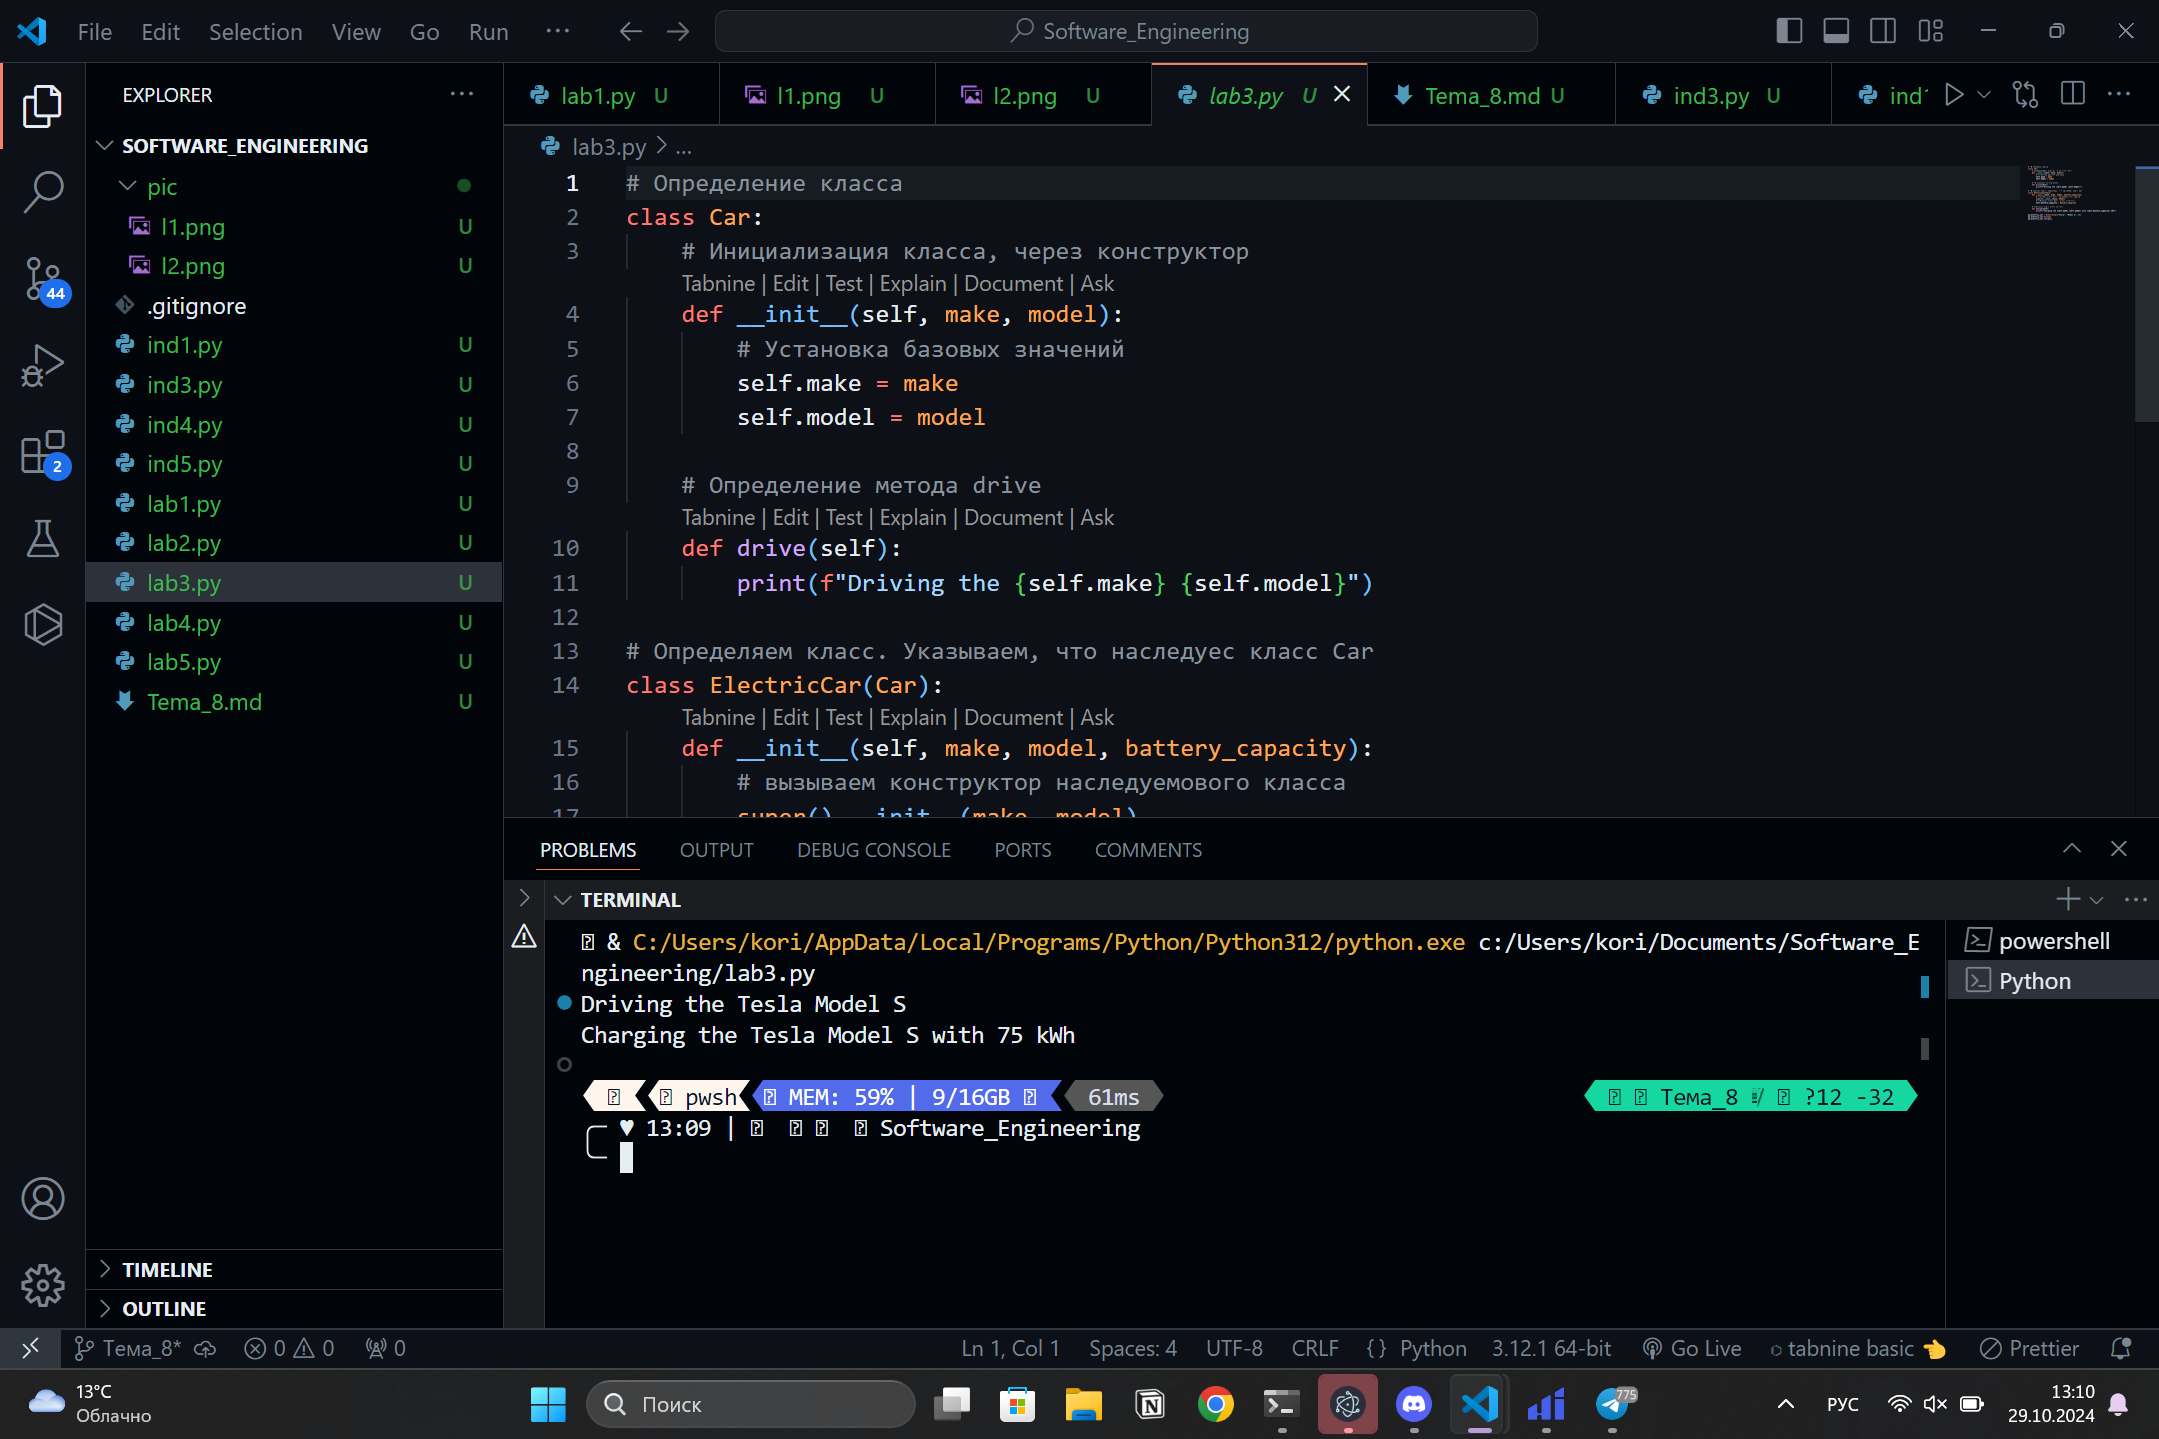 File Edit Selection View Go Run ··· Software_Engineering
EXPLORER ···
SOFTWARE_ENGINEERING
pic
l1.png U
l2.png U
.gitignore
ind1.py U
ind3.py U
ind4.py U
ind5.py U
lab1.py U
lab2.py U
lab3.py U
lab4.py U
lab5.py U
Tema_8.md U
TIMELINE
OUTLINE
44
2
lab1.py U l1.png U l2.png U lab3.py U Tema_8.md U ind3.py U ind
lab3.py > ...
1 # Определение класса
2 class Car:
3 # Инициализация класса, через конструктор
Tabnine | Edit | Test | Explain | Document | Ask
4 def __init__(self, make, model):
5 # Установка базовых значений
6 self.make = make
7 self.model = model
8
9 # Определение метода drive
Tabnine | Edit | Test | Explain | Document | Ask
10 def drive(self):
11 print(f"Driving the {self.make} {self.model}")
12
13 # Определяем класс. Указываем, что наследуес класс Car
14 class ElectricCar(Car):
Tabnine | Edit | Test | Explain | Document | Ask
15 def __init__(self, make, model, battery_capacity):
16 # вызываем конструктор наследуемового класса
17 super().__init__(make, model)
PROBLEMS OUTPUT DEBUG CONSOLE PORTS COMMENTS
TERMINAL
& C:/Users/kori/AppData/Local/Programs/Python/Python312/python.exe c:/Users/kori/Documents/Software_E
ngineering/lab3.py
Driving the Tesla Model S
Charging the Tesla Model S with 75 kWh
pwsh MEM: 59% | 9/16GB 61ms Тема_8 ?12 -32
♥ 13:09 | Software_Engineering
powershell
Python
Тема_8* 0 0 0 Ln 1, Col 1 Spaces: 4 UTF-8 CRLF {} Python 3.12.1 64-bit Go Live tabnine basic 👈 Prettier
13°C
Облачно
Поиск
775
РУС
13:10
29.10.2024